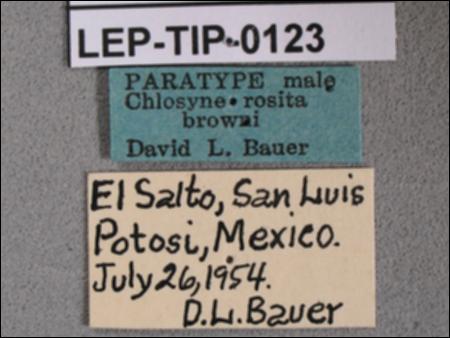 LEP-TIP-0123
PARATYPE male
Chlosyne rosita
browni
David L. Bauer
El Salto, San Luis
Potosi, Mexico.
July 26, 1954.
D.L. Bauer